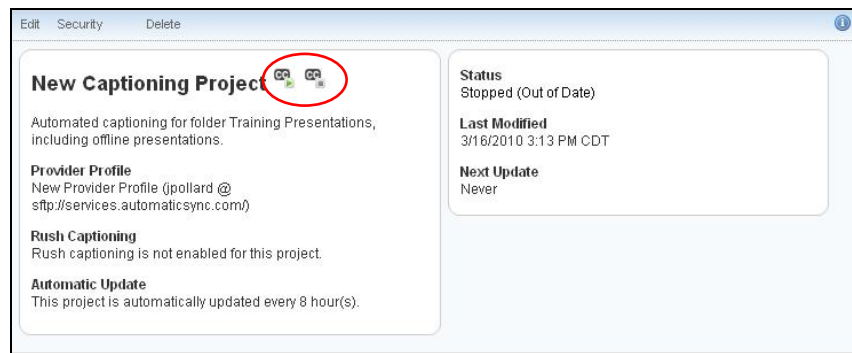 Edit Security Delete
New Captioning Project CC CC
Automated captioning for folder Training Presentations,
including offline presentations.
Provider Profile
New Provider Profile (jpollard @
sftp://services.automaticsync.com/)
Rush Captioning
Rush captioning is not enabled for this project.
Automatic Update
This project is automatically updated every 8 hour(s).
Status
Stopped (Out of Date)
Last Modified
3/16/2010 3:13 PM CDT
Next Update
Never